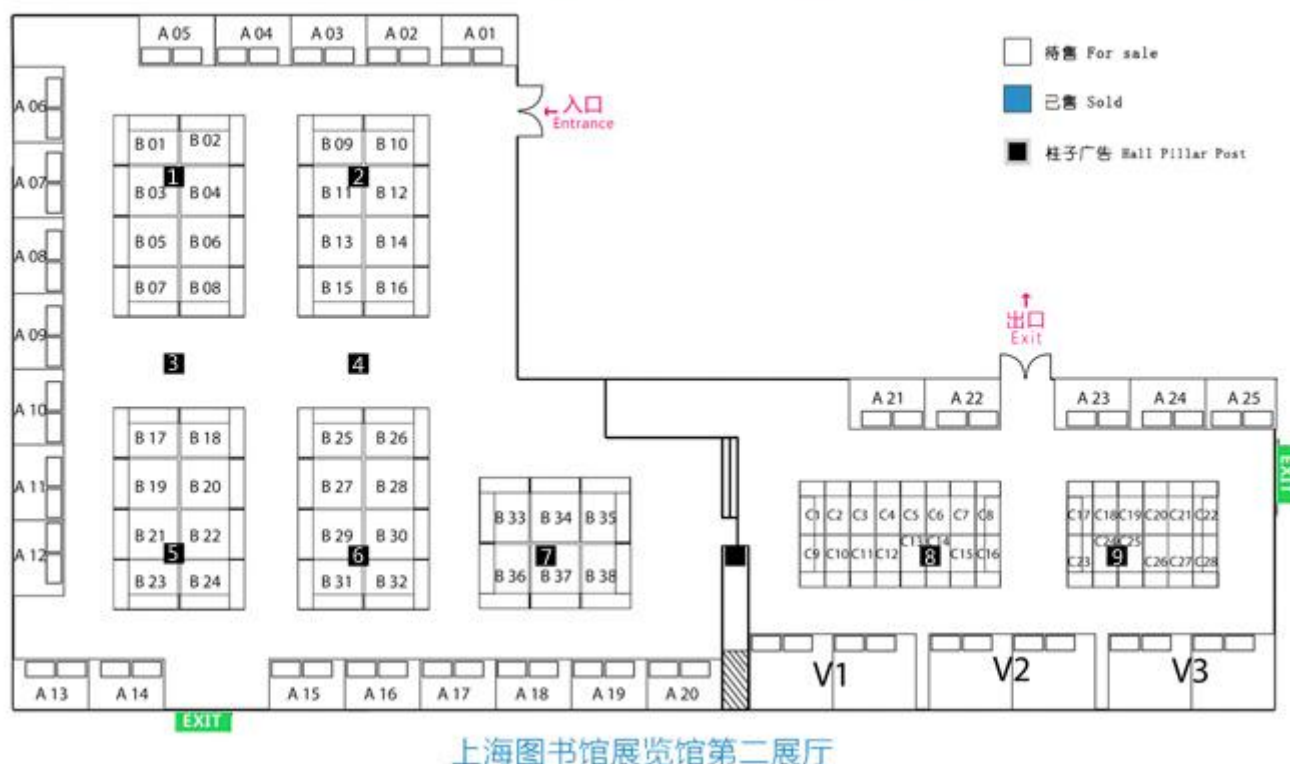 A 05 A 04 A 03 A 02 A 01
待售 For sale
已售 Sold
柱子广告 Hall Pillar Post
←入口
Entrance
A 06
A 07
A 08
A 09
A 10
A 11
A 12
B 01 B 02
1
B 03 B 04
B 05 B 06
B 07 B 08
B 09 B 10
2
B 11 B 12
B 13 B 14
B 15 B 16
3 4
B 17 B 18
B 19 B 20
B 21 B 22
5
B 23 B 24
B 25 B 26
B 27 B 28
B 29 B 30
6
B 31 B 32
B 33 B 34 B 35
7
B 36 B 37 B 38
↑
出口
Exit
A 21 A 22 A 23 A 24 A 25
EXIT
C1 C2 C3 C4 C5 C6 C7 C8
C9 C10 C11 C12 C13 C14 C15 C16
8
C17 C18 C19 C20 C21 C22
C23 C24 C25 C26 C27 C28
9
V1 V2 V3
A 13 A 14 A 15 A 16 A 17 A 18 A 19 A 20
EXIT
上海图书馆展览馆第二展厅